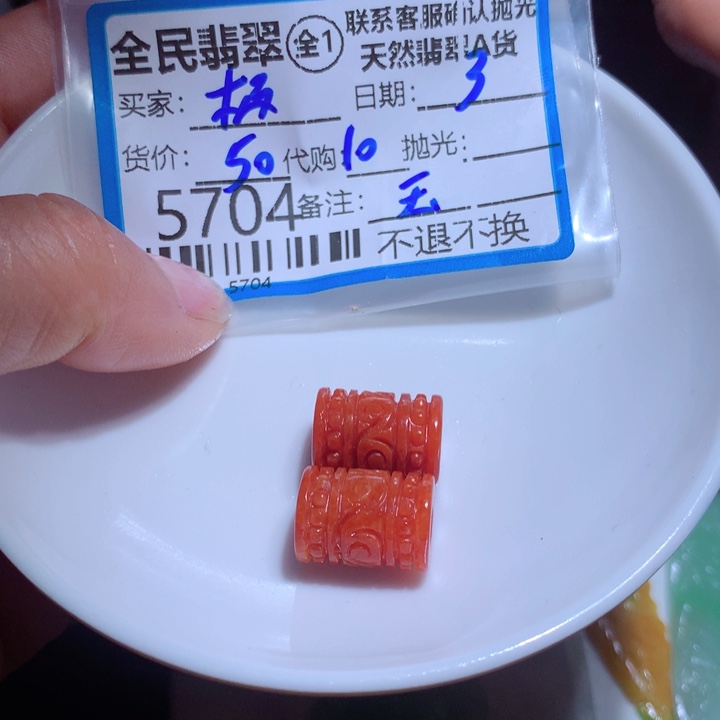 全民翡翠 全1 联系客服确认抛光
天然翡翠A货
买家: 板 日期: 3
货价: 50 代购 10 抛光:
5704 备注: 无
不退不换
5704